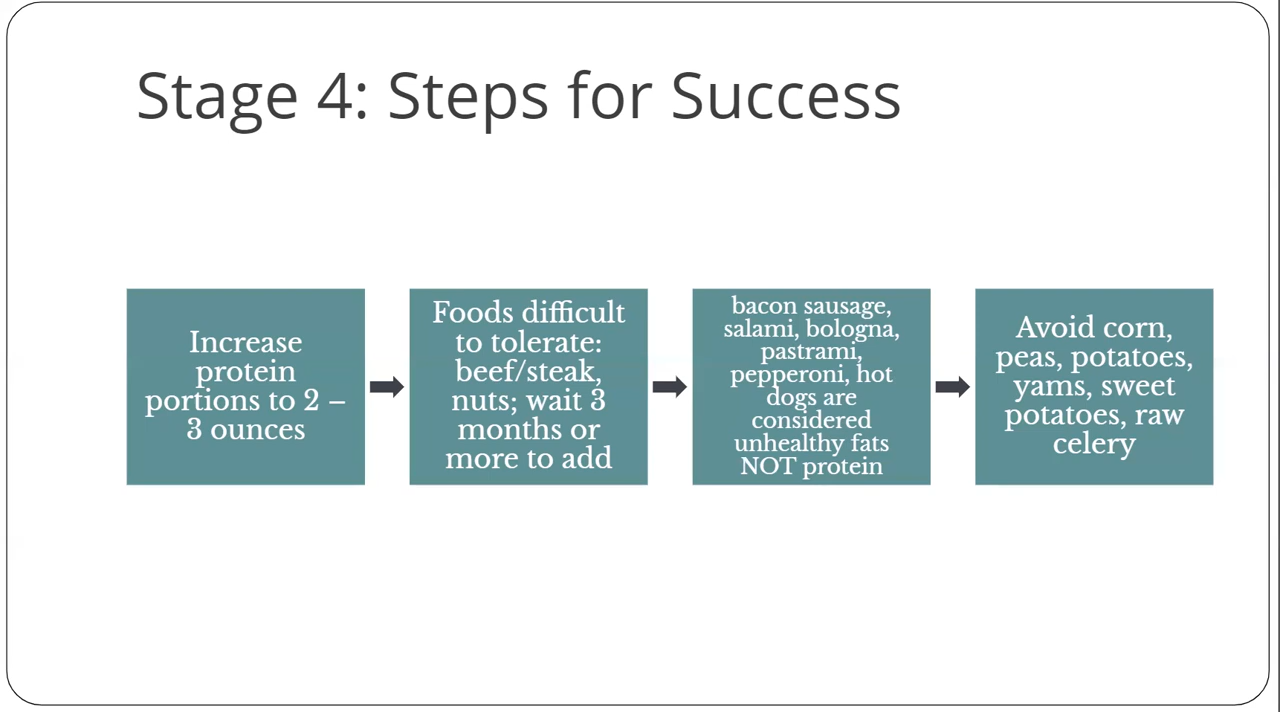 Stage 4: Steps for Success
Increase
protein
portions to 2 –
3 ounces
Foods difficult
to tolerate:
beef/steak,
nuts; wait 3
months or
more to add
bacon sausage,
salami, bologna,
pastrami,
pepperoni, hot
dogs are
considered
unhealthy fats
NOT protein
Avoid corn,
peas, potatoes,
yams, sweet
potatoes, raw
celery